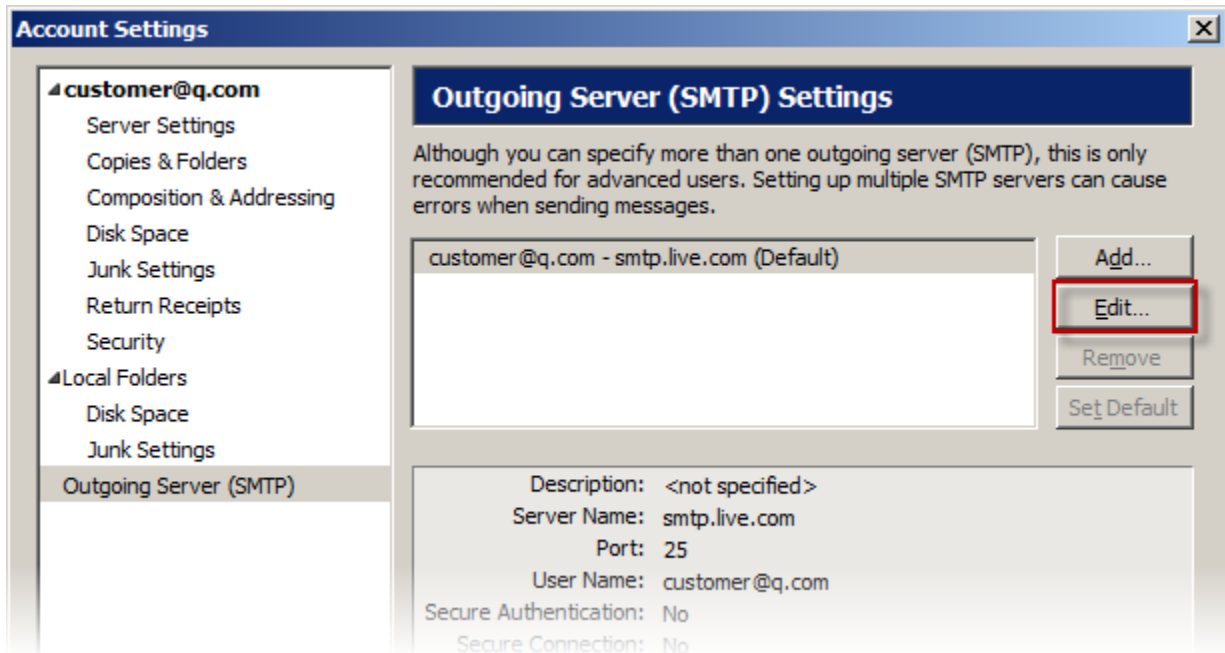 Account Settings
customer@q.com
Server Settings
Copies & Folders
Composition & Addressing
Disk Space
Junk Settings
Return Receipts
Security
Local Folders
Disk Space
Junk Settings
Outgoing Server (SMTP)
Outgoing Server (SMTP) Settings
Although you can specify more than one outgoing server (SMTP), this is only
recommended for advanced users. Setting up multiple SMTP servers can cause
errors when sending messages.
customer@q.com - smtp.live.com (Default)
Add...
Edit...
Remove
Set Default
Description: <not specified>
Server Name: smtp.live.com
Port: 25
User Name: customer@q.com
Secure Authentication: No
Secure Connection: No